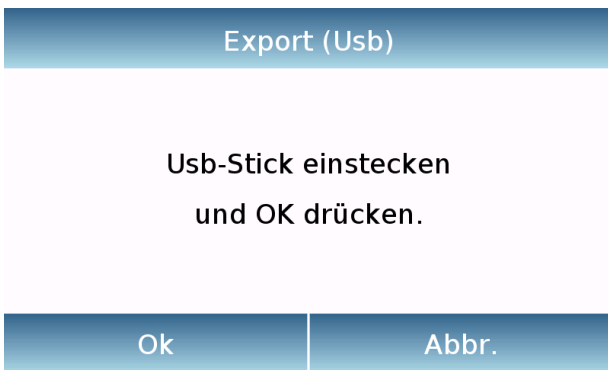 Export (Usb)
Usb-Stick einstecken
und OK drücken.
Ok
Abbr.